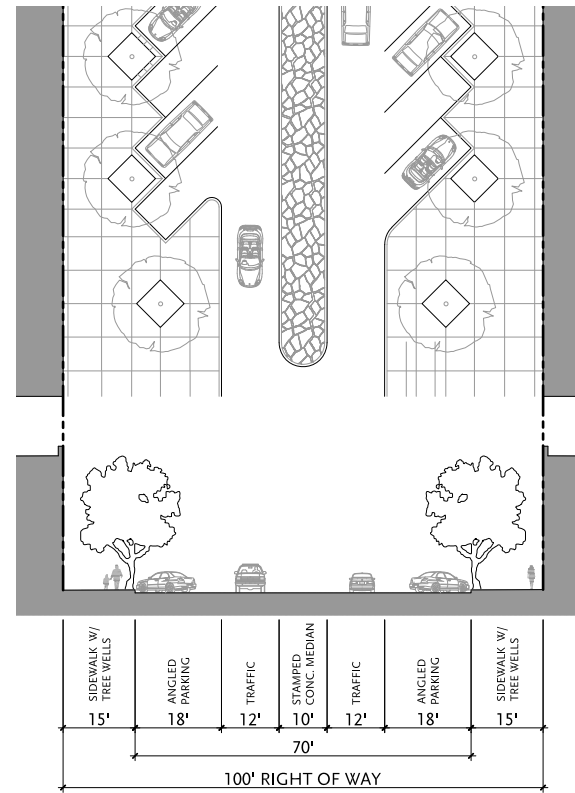 SIDEWALK W/
TREE WELLS
ANGLED
PARKING
TRAFFIC
STAMPED
CONC. MEDIAN
TRAFFIC
ANGLED
PARKING
SIDEWALK W/
TREE WELLS
15' 18' 12' 10' 12' 18' 15'
70'
100' RIGHT OF WAY